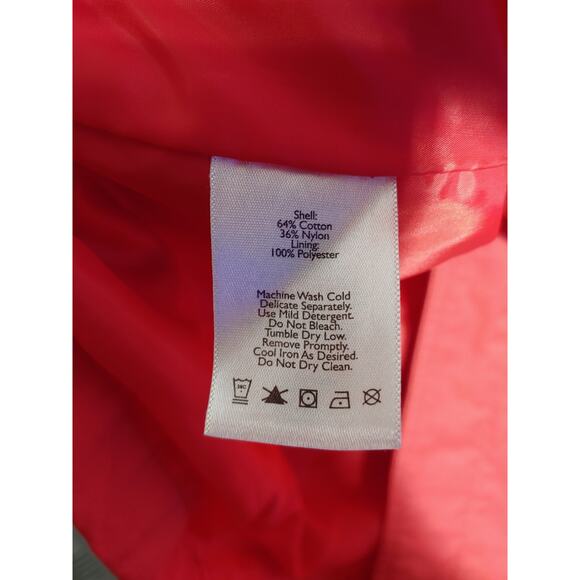 Shell:
64% Cotton
36% Nylon
Lining:
100% Polyester
Machine Wash Cold
Delicate Separately.
Use Mild Detergent.
Do Not Bleach.
Tumble Dry Low.
Remove Promptly.
Cool Iron As Desired.
Do Not Dry Clean.